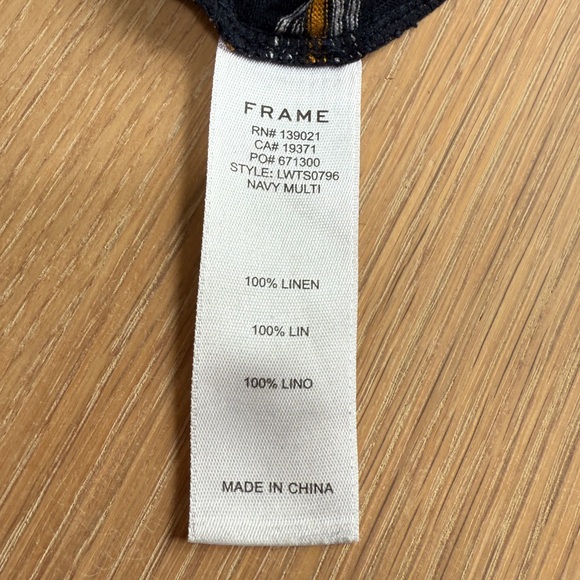 FRAME
RN# 139021
CA# 19371
PO# 671300
STYLE: LWTS0796
NAVY MULTI
100% LINEN
100% LIN
100% LINO
MADE IN CHINA